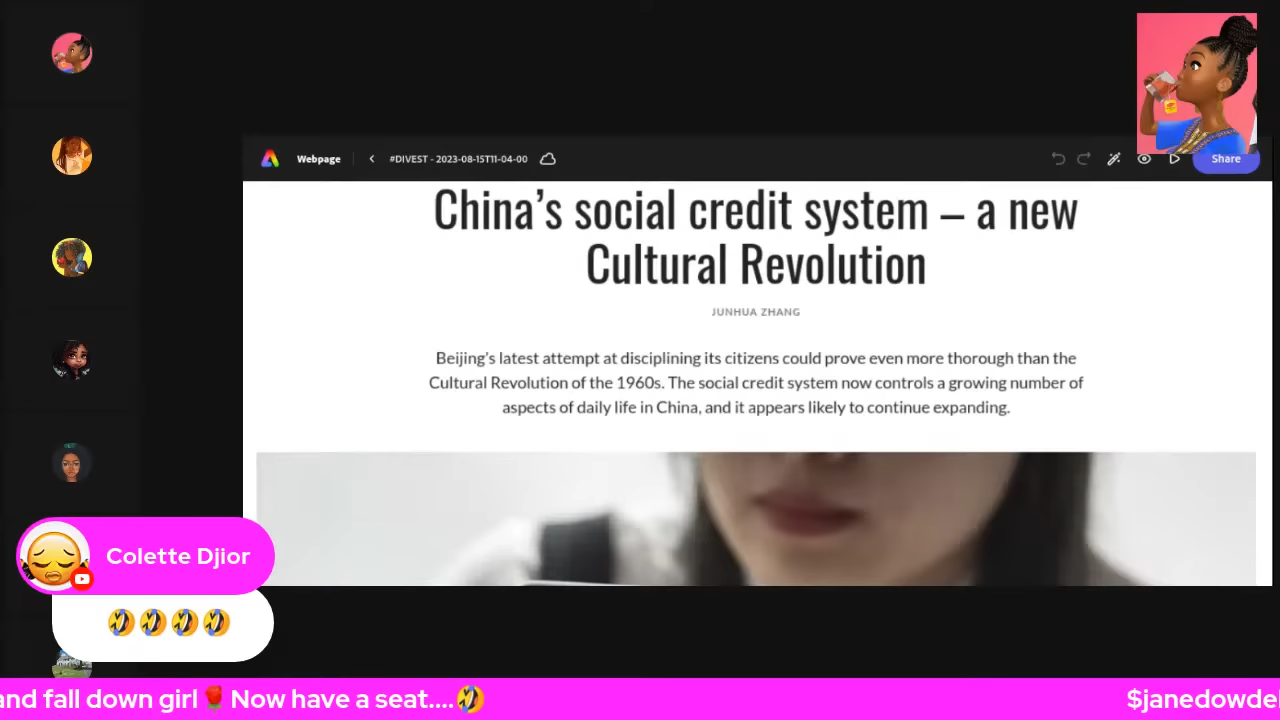 Webpage
#DIVEST - 2023-08-15T11-04-00
Share
China’s social credit system – a new
Cultural Revolution
JUNHUA ZHANG
Beijing's latest attempt at disciplining its citizens could prove even more thorough than the
Cultural Revolution of the 1960s. The social credit system now controls a growing number of
aspects of daily life in China, and it appears likely to continue expanding.
Colette Djior
🤣🤣🤣🤣
and fall down girl🌹Now have a seat....🤣
$janedowde